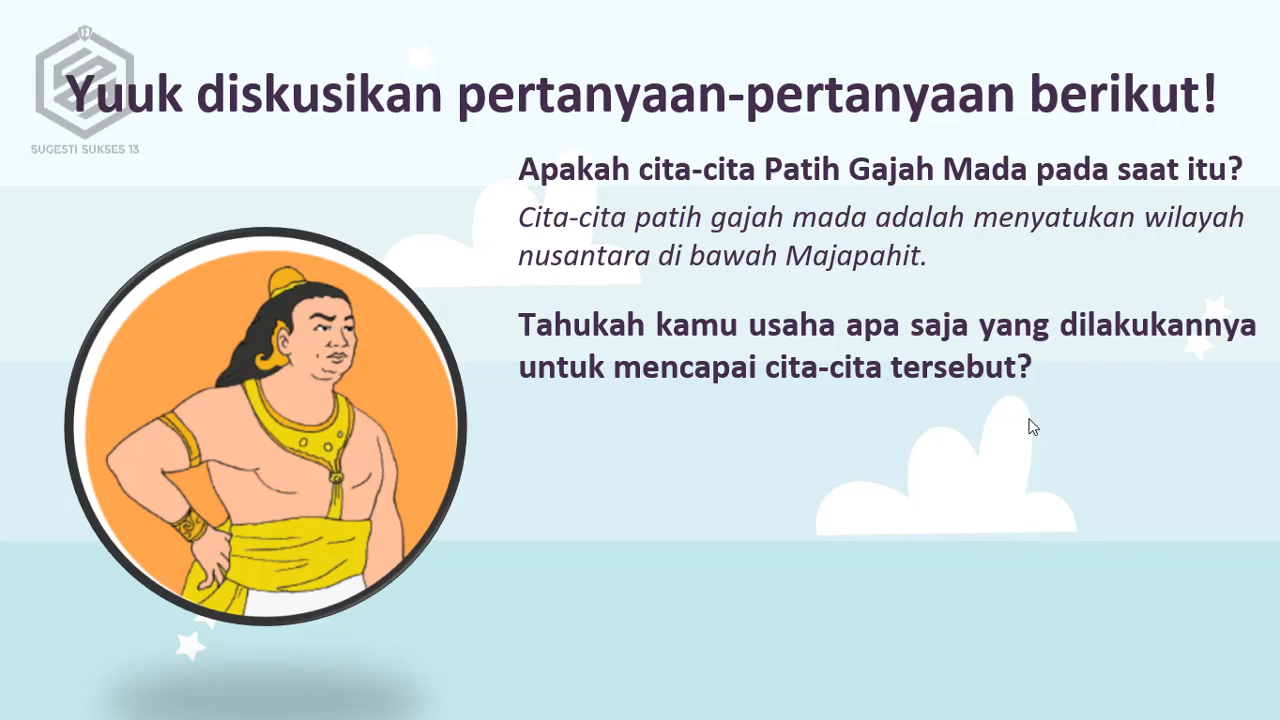 Yuuk diskusikan pertanyaan-pertanyaan berikut!
13
SUGESTI SUKSES 13
Apakah cita-cita Patih Gajah Mada pada saat itu?
Cita-cita patih gajah mada adalah menyatukan wilayah
nusantara di bawah Majapahit.
Tahukah kamu usaha apa saja yang dilakukannya
untuk mencapai cita-cita tersebut?